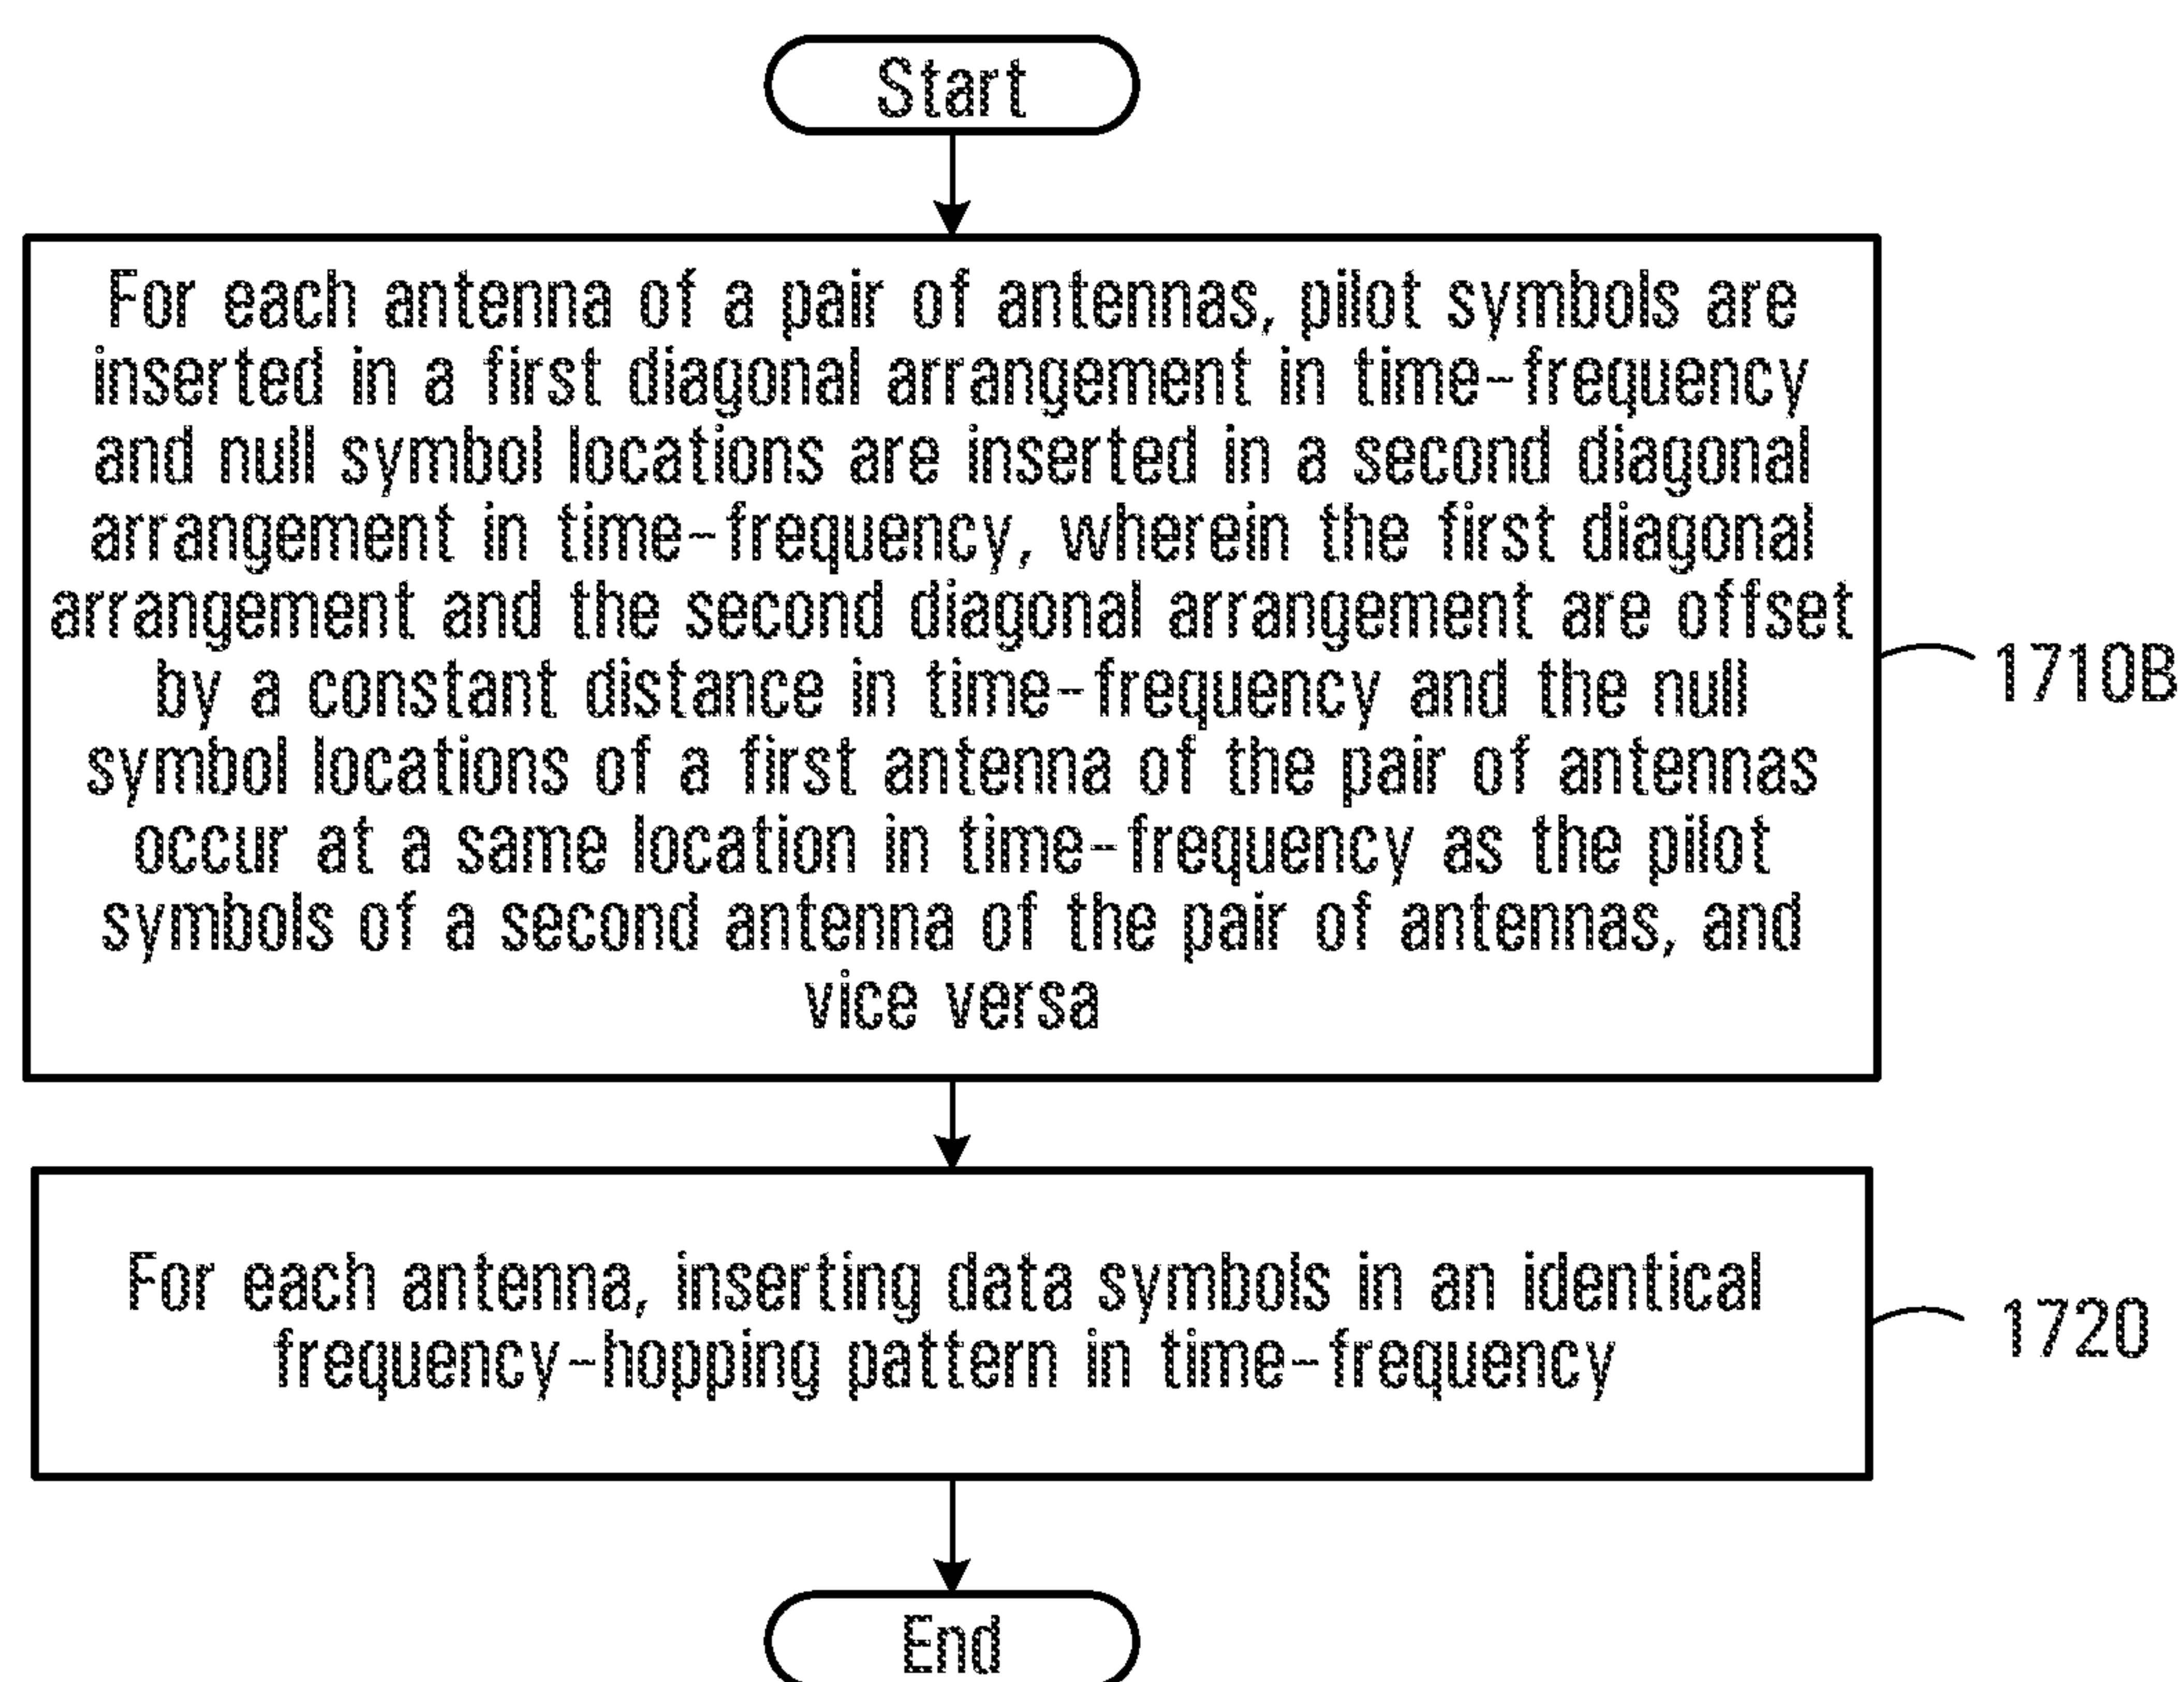 Start
For each antenna of a pair of antennas, pilot symbols are
inserted in a first diagonal arrangement in time-frequency
and null symbol locations are inserted in a second diagonal
arrangement in time-frequency, wherein the first diagonal
arrangement and the second diagonal arrangement are offset
by a constant distance in time-frequency and the null
symbol locations of a first antenna of the pair of antennas
occur at a same location in time-frequency as the pilot
symbols of a second antenna of the pair of antennas, and
vice versa
1710B
For each antenna, inserting data symbols in an identical
frequency-hopping pattern in time-frequency
1720
End